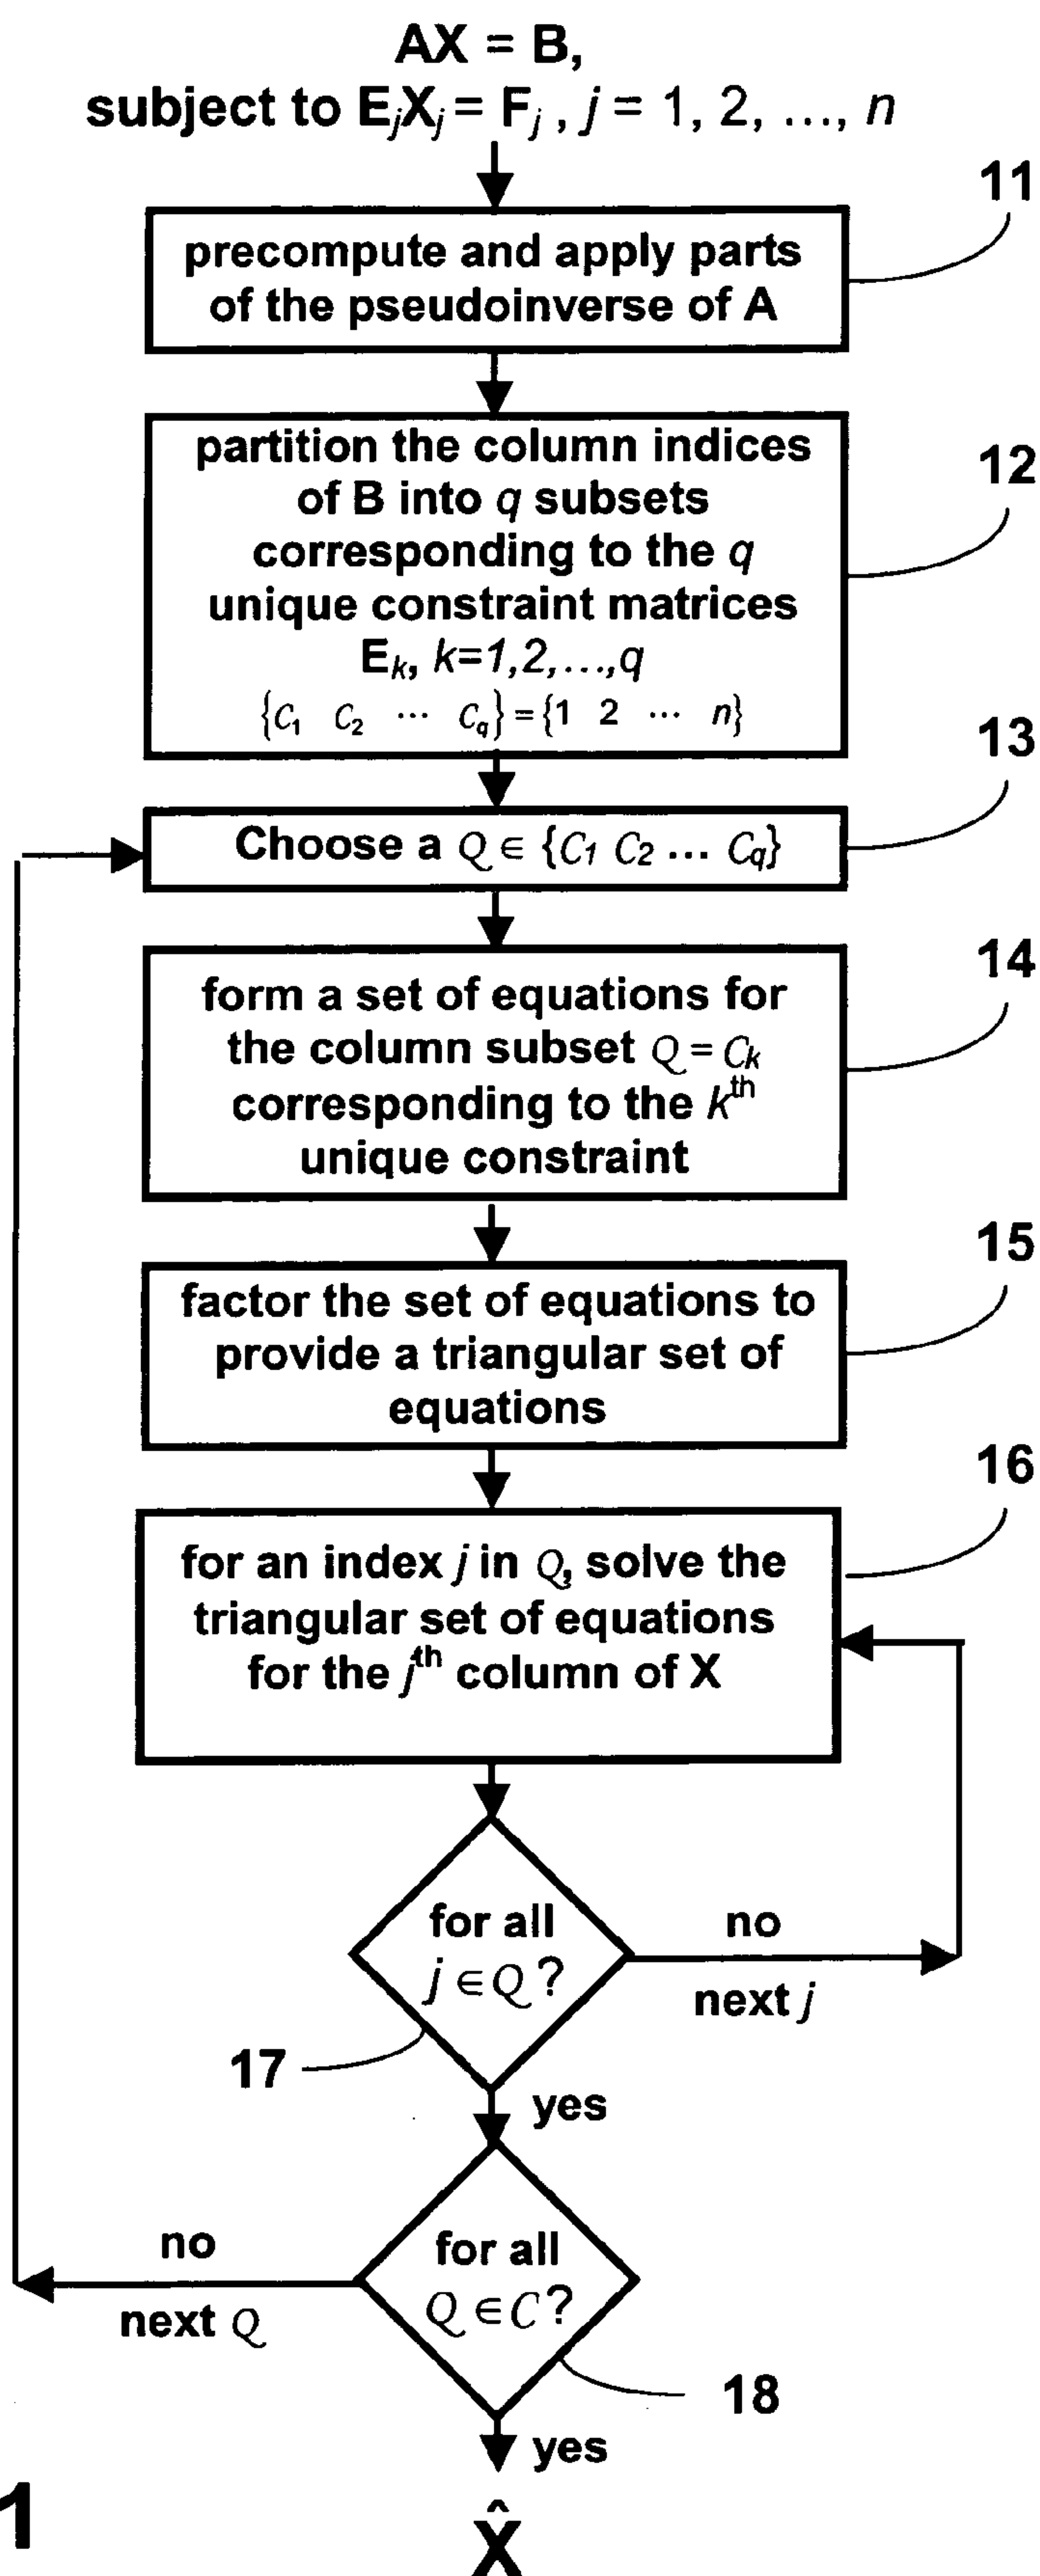 AX = B,
subject to EjXj = Fj , j = 1, 2, ..., n
11
precompute and apply parts
of the pseudoinverse of A
12
partition the column indices
of B into q subsets
corresponding to the q
unique constraint matrices
Ek, k=1,2,...,q
{C1 C2 ⋯ Cq} = {1 2 ⋯ n}
13
Choose a Q ∈ {C1 C2 ... Cq}
14
form a set of equations for
the column subset Q = Ck
corresponding to the kth
unique constraint
15
factor the set of equations to
provide a triangular set of
equations
16
for an index j in Q, solve the
triangular set of equations
for the jth column of X
for all
j ∈ Q ?
no
next j
17
yes
for all
Q ∈ C ?
no
next Q
18
yes
1
X̂